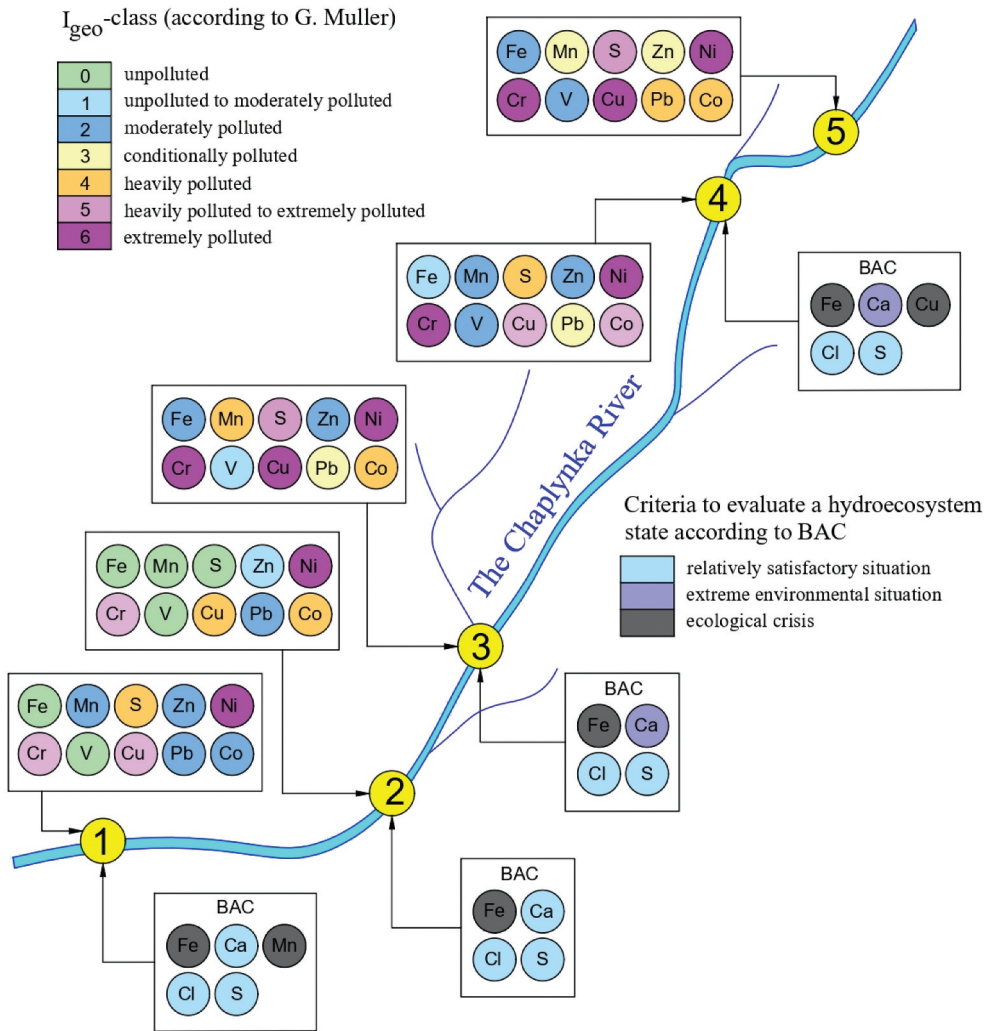 I_geo-class (according to G. Muller)
0 unpolluted
1 unpolluted to moderately polluted
2 moderately polluted
3 conditionally polluted
4 heavily polluted
5 heavily polluted to extremely polluted
6 extremely polluted
Fe Mn S Zn Ni
Cr V Cu Pb Co
5
4
Fe Mn S Zn Ni
Cr V Cu Pb Co
BAC
Fe Ca Cu
Cl S
The Chaplynka River
Fe Mn S Zn Ni
Cr V Cu Pb Co
Criteria to evaluate a hydroecosystem
state according to BAC
relatively satisfactory situation
extreme environmental situation
ecological crisis
Fe Mn S Zn Ni
Cr V Cu Pb Co
3
BAC
Fe Ca
Cl S
Fe Mn S Zn Ni
Cr V Cu Pb Co
2
1
BAC
Fe Ca Mn
Cl S
BAC
Fe Ca
Cl S